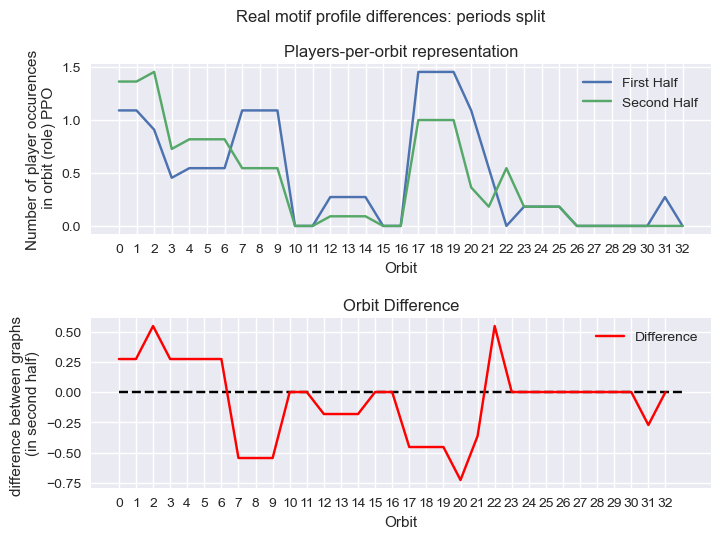 Real motif profile differences: periods split
Players-per-orbit representation
Number of player occurences
in orbit (role) PPO
1.5
1.0
0.5
0.0
First Half
Second Half
0 1 2 3 4 5 6 7 8 9 10 11 12 13 14 15 16 17 18 19 20 21 22 23 24 25 26 27 28 29 30 31 32
Orbit
Orbit Difference
difference between graphs
(in second half)
0.50
0.25
0.00
−0.25
−0.50
−0.75
Difference
0 1 2 3 4 5 6 7 8 9 10 11 12 13 14 15 16 17 18 19 20 21 22 23 24 25 26 27 28 29 30 31 32
Orbit